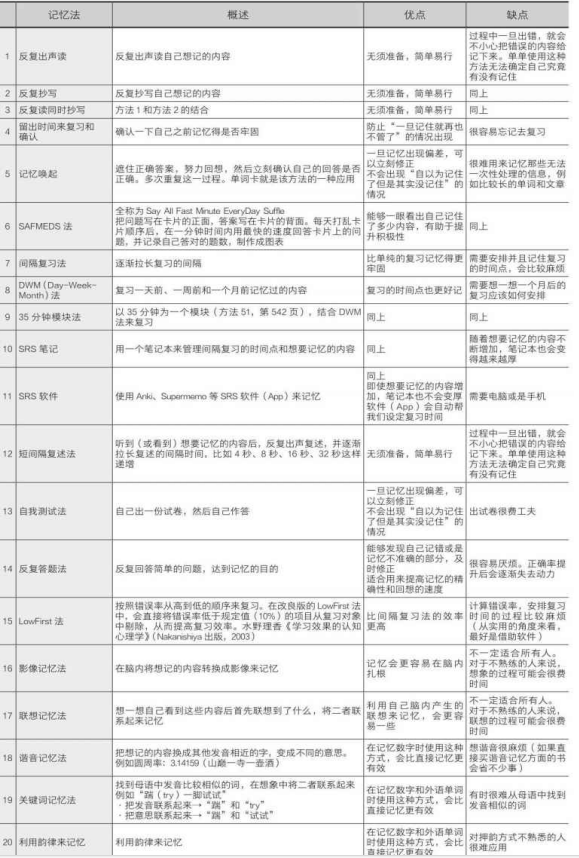 记忆法 概述 优点 缺点
1 反复出声读 反复出声读自己想记的内容 无须准备，简单易行 过程中一旦出错，就会
不小心把错误的内容给
记下来。单单使用这种
方法无法确定自己究竟
有没有记住
2 反复抄写 反复抄写自己想记的内容 无须准备，简单易行 同上
3 反复读同时抄写 方法 1 和方法 2 的结合 无须准备，简单易行 同上
4 留出时间来复习和
确认 确认一下自己之前记忆得是否牢固 防止“一旦记住就再也
不管了”的情况出现 很容易忘记去复习
5 记忆唤起 遮住正确答案，努力回想，然后立刻确认自己的回答是否
正确。多次重复这一过程。单词卡就是该方法的一种应用 一旦记忆出现偏差，可
以立刻修正
不会出现“自以为记住
了但是其实没记住”的
情况 很难用来记忆那些无法
一次性处理的信息，例
如比较长的单词和文章
6 SAFMEDS 法 全称为 Say All Fast Minute EveryDay Suffle
把问题写在卡片的正面，答案写在卡片的背面。每天打乱卡
片顺序后，在一分钟时间内用最快的速度回答卡片上的问
题，并记录自己答对的题数，制作成图表 能够一眼看出自己记住
了多少内容，有助于提
升积极性 同上
7 间隔复习法 逐渐拉长复习的间隔 比单纯的复习记忆得更
牢固 需要安排并且记住复习
的时间点，会比较麻烦
8 DWM (Day-Week-
Month) 法 复习一天前、一周前和一个月前记忆过的内容 复习的时间点也更好记 需要想一想一个月后的
复习应该如何安排
9 35 分钟模块法 以 35 分钟为一个模块（方法 51，第 542 页），结合 DWM
法来复习 同上 同上
10 SRS 笔记 用一个笔记本来管理间隔复习的时间点和想要记忆的内容 同上 随着想要记忆的内容不
断增加，笔记本也会变
得越来越厚
11 SRS 软件 使用 Anki、Supermemo 等 SRS 软件（App）来记忆 同上
即使想要记忆的内容增
加，笔记本也不会变厚
软件（App）会自动帮
我们设定复习时间 需要电脑或是手机
12 短间隔复述法 听到（或看到）想要记忆的内容后，反复出声复述，并逐渐
拉长复述的间隔时间，比如 4 秒、8 秒、16 秒、32 秒这样
递增 无须准备，简单易行 过程中一旦出错，就会
不小心把错误的内容给
记下来。单单使用这种
方法无法确定自己究竟
有没有记住
13 自我测试法 自己出一份试卷，然后自己作答 一旦记忆出现偏差，可
以立刻修正
不会出现“自以为记住
了但是其实没记住”的
情况 出试卷很费工夫
14 反复答题法 反复回答简单的问题，达到记忆的目的 能够发现自己记错或是
记忆不准确的部分，及
时修正
适合用来提高记忆的精
确性和回想的速度 很容易厌烦。正确率提
升后会逐渐失去动力
15 LowFirst 法 按照错误率从高到低的顺序来复习。在改良版的 LowFirst 法
中，会直接将错误率低于规定值（10%）的项目从复习对象
中剔除，从而提高复习效率。水野理香《学习效果的认知
心理学》（Nakanishiya 出版，2003） 比间隔复习法的效率
更高 计算错误率，安排复习
时间的过程比较麻烦
（从实用的角度来看，
最好是借助软件）
16 影像记忆法 在脑内将想记的内容转换成影像来记忆 记忆会更容易在脑内
扎根 不一定适合所有人。
对于不熟练的人来说，
想象的过程可能会很费
时间
17 联想记忆法 想一想自己看到这些内容后首先联想到了什么，将二者联
系起来记忆 利用自己脑内产生的
联想来记忆，会更容
易一些 不一定适合所有人。
对于不熟练的人来说，
联想的过程可能会很费
时间
18 谐音记忆法 把想记的内容换成其他发音相近的字，变成不同的意思。
例如圆周率：3.14159（山巅一寺一壶酒） 在记忆数字时使用这种
方式，会比直接记忆更
有效 想谐音很麻烦（如果直
接买谐音记忆方面的书
会省不少事）
19 关键词记忆法 找到母语中发音比较相似的词，在想象中将二者联系起来
例如“踹（try）一脚试试”
·把发音联系起来→“踹”和“try”
·把意思联系起来→“踹”和“试试” 在记忆数字和外语单词
时使用这种方式，会比
直接记忆更有效 有时很难从母语中找到
发音相似的词
20 利用韵律来记忆 利用韵律来记忆 在记忆数字和外语单词
时使用这种方式，会比
直接记忆更有效 对押韵方式不熟悉的人
很难应用